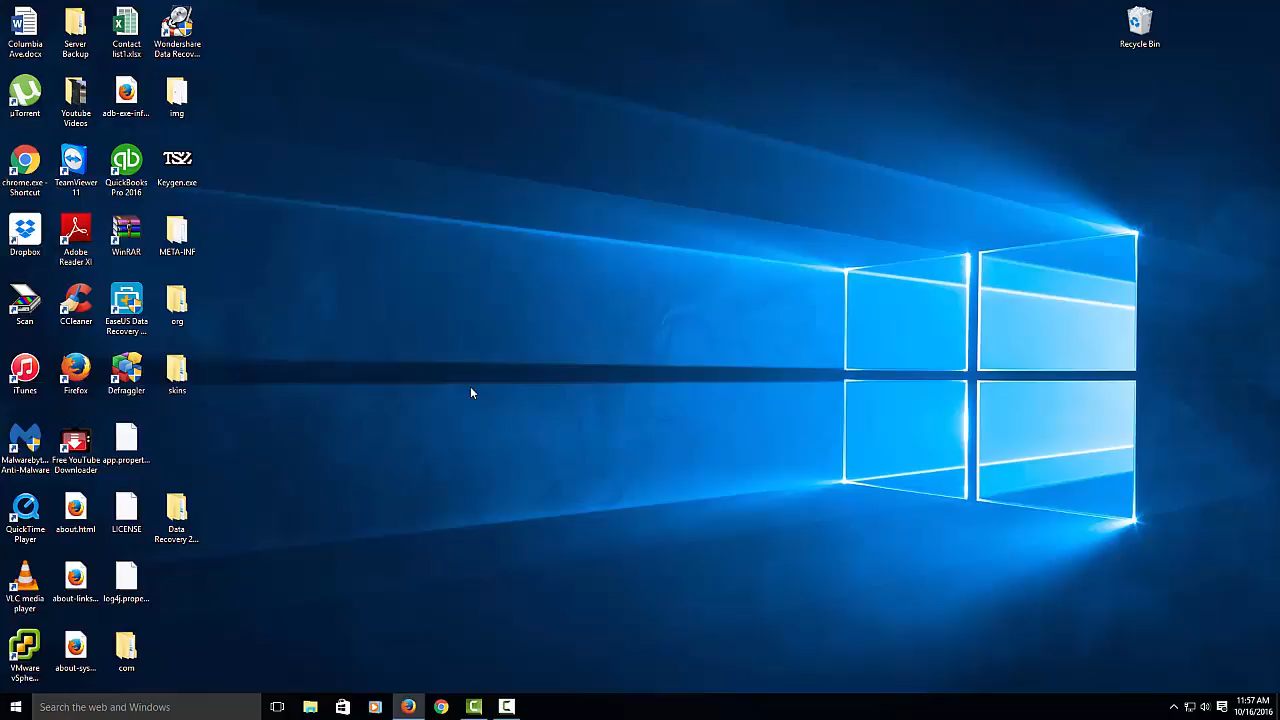 Columbia
Ave.docx
Server
Backup
Contact
list1.xlsx
Wondershare
Data Recov...
Recycle Bin
µTorrent
Youtube
Videos
adb-exe-inf...
img
chrome.exe -
Shortcut
TeamViewer
11
QuickBooks
Pro 2016
TSZ
Keygen.exe
Dropbox
Adobe
Reader XI
WinRAR
META-INF
Scan
CCleaner
EaseUS Data
Recovery ...
org
iTunes
Firefox
Defraggler
skins
Malwarebyt...
Anti-Malware
Free YouTube
Downloader
app.propert...
QuickTime
Player
about.html
LICENSE
Data
Recovery 2...
VLC media
player
about-links...
log4j.prope...
VMware
vSphe...
about-sys...
com
Search the web and Windows
11:57 AM
10/16/2016